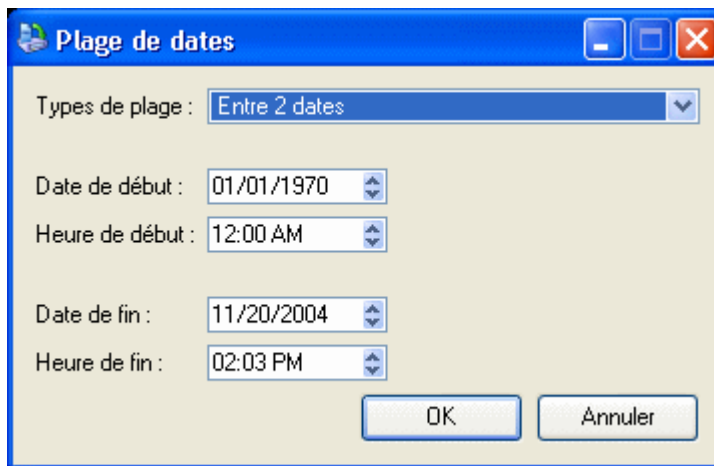 Plage de dates
Types de plage : Entre 2 dates
Date de début : 01/01/1970
Heure de début : 12:00 AM
Date de fin : 11/20/2004
Heure de fin : 02:03 PM
OK Annuler